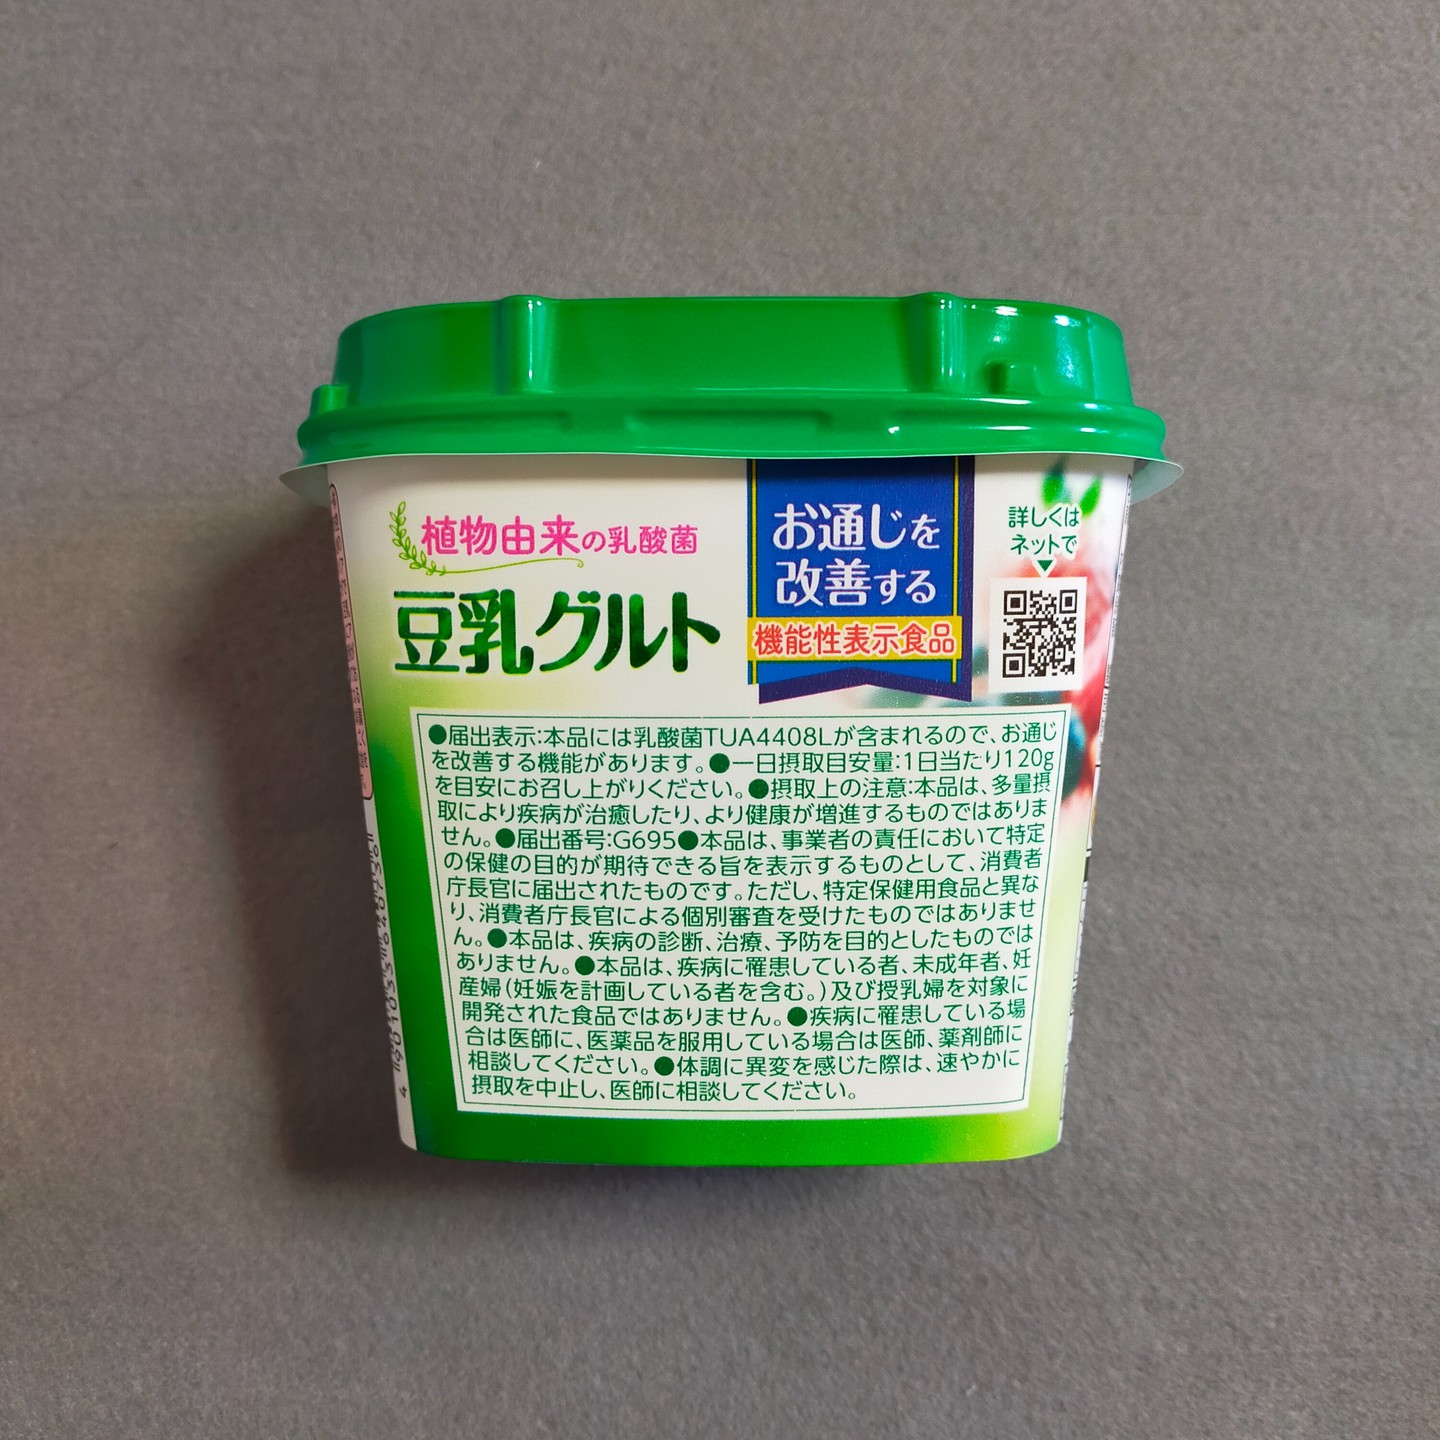 植物由来の乳酸菌
豆乳グルト
お通じを
改善する
機能性表示食品
詳しくは
ネットで
●届出表示:本品には乳酸菌TUA4408Lが含まれるので、お通じ
を改善する機能があります。●一日摂取目安量:1日当たり120g
を目安にお召し上がりください。●摂取上の注意:本品は、多量摂
取により疾病が治癒したり、より健康が増進するものではありま
せん。●届出番号:G695●本品は、事業者の責任において特定
の保健の目的が期待できる旨を表示するものとして、消費者
庁長官に届出されたものです。ただし、特定保健用食品と異な
り、消費者庁長官による個別審査を受けたものではありませ
ん。●本品は、疾病の診断、治療、予防を目的としたものでは
ありません。●本品は、疾病に罹患している者、未成年者、妊
産婦(妊娠を計画している者を含む。)及び授乳婦を対象に
開発された食品ではありません。●疾病に罹患している場
合は医師に、医薬品を服用している場合は医師、薬剤師に
相談してください。●体調に異変を感じた際は、速やかに
摂取を中止し、医師に相談してください。